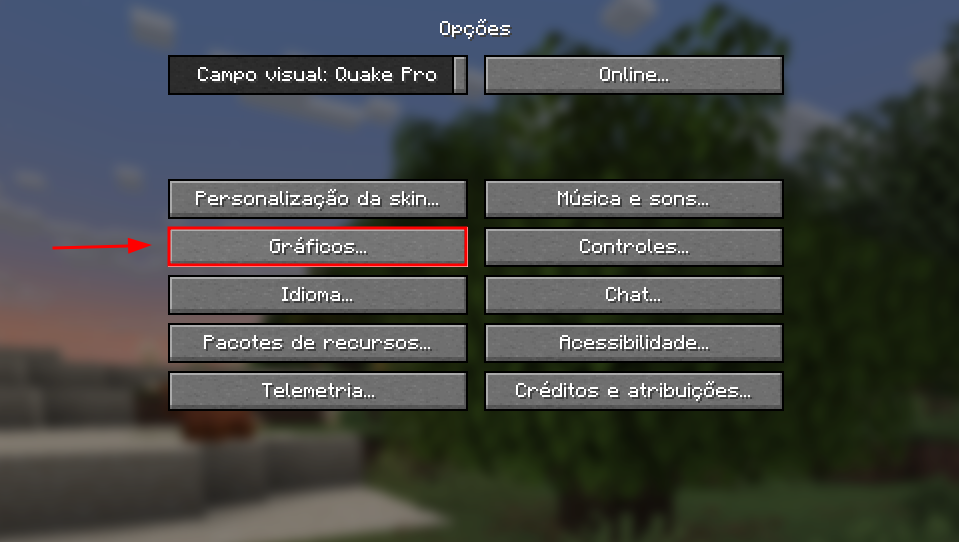 Opções
Campo visual: Quake Pro
Online...
Personalização da skin...
Música e sons...
Gráficos...
Controles...
Idioma...
Chat...
Pacotes de recursos...
Acessibilidade...
Telemetria...
Créditos e atribuições...